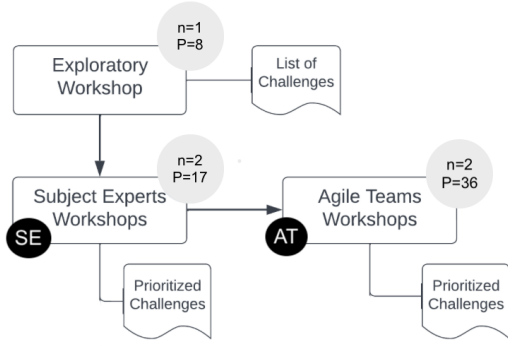 n=1
P=8
Exploratory
Workshop
List of
Challenges
n=2
P=17
Subject Experts
Workshops
SE
n=2
P=36
Agile Teams
Workshops
AT
Prioritized
Challenges
Prioritized
Challenges